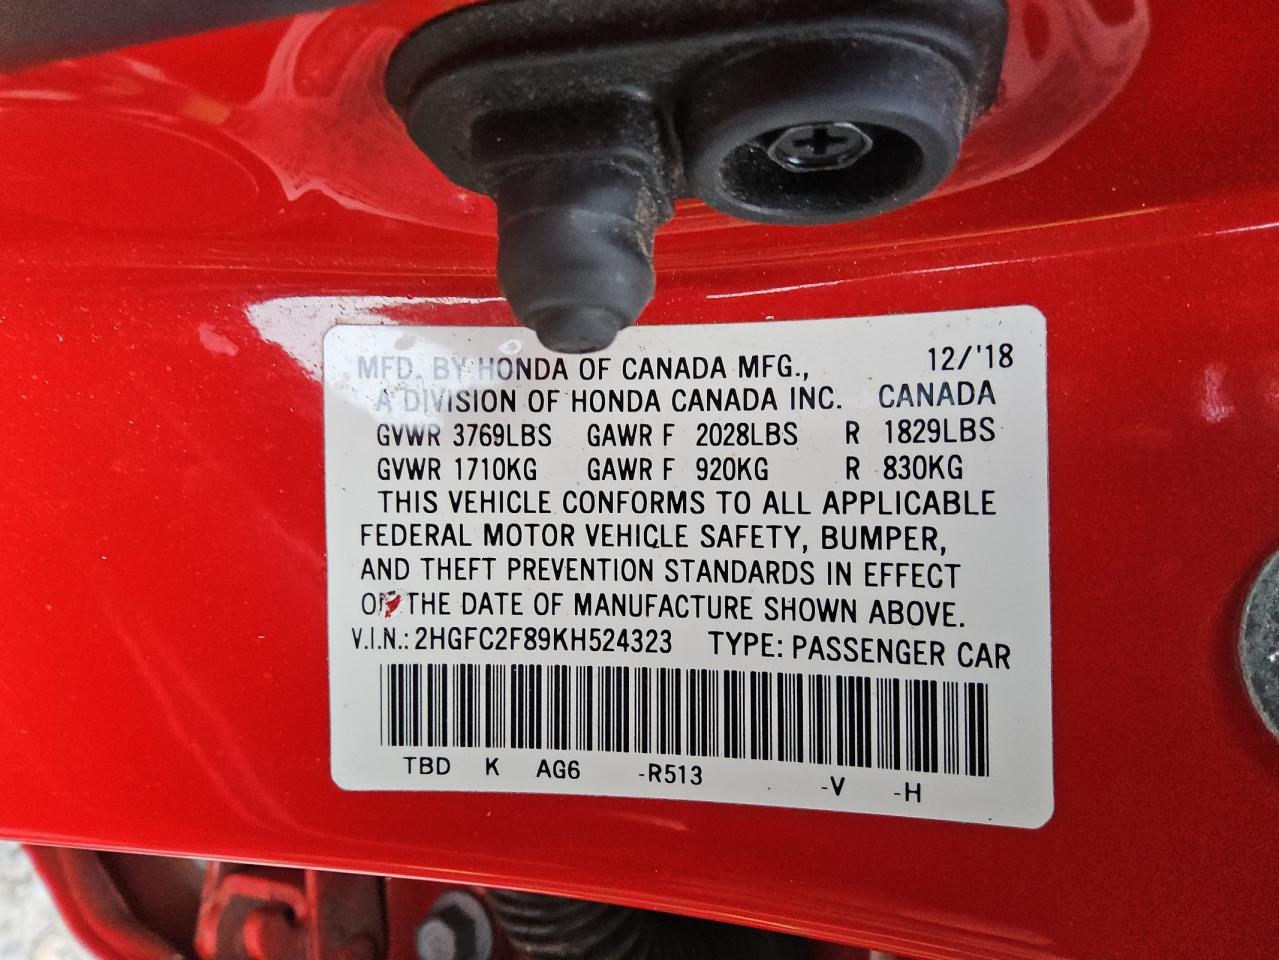 MFD. BY HONDA OF CANADA MFG., 12/'18
A DIVISION OF HONDA CANADA INC. CANADA
GVWR 3769LBS GAWR F 2028LBS R 1829LBS
GVWR 1710KG GAWR F 920KG R 830KG
THIS VEHICLE CONFORMS TO ALL APPLICABLE
FEDERAL MOTOR VEHICLE SAFETY, BUMPER,
AND THEFT PREVENTION STANDARDS IN EFFECT
ON THE DATE OF MANUFACTURE SHOWN ABOVE.
V.I.N.: 2HGFC2F89KH524323 TYPE: PASSENGER CAR
TBD K AG6 -R513 -V -H